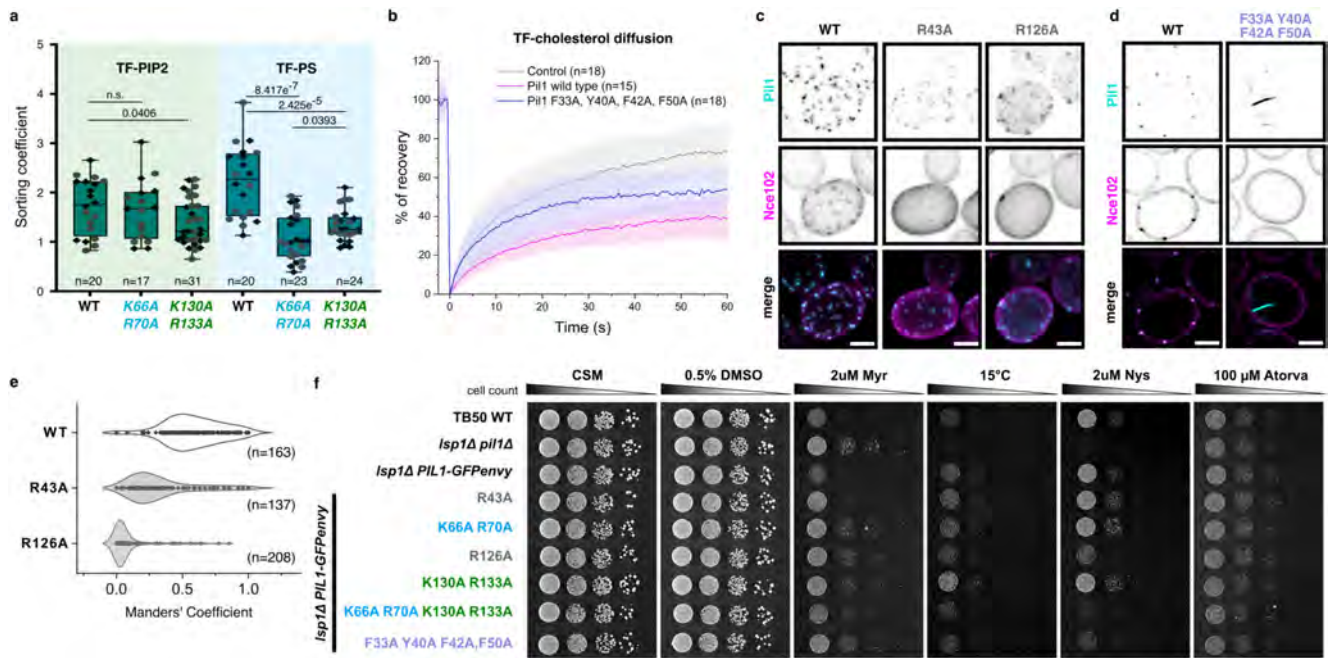 a
TF-PIP2
TF-PS
n.s.
0.0406
8.417e-7
2.425e-5
0.0393
Sorting coefficient
5
4
3
2
1
0
n=20
n=17
n=31
n=20
n=23
n=24
WT
K66A
R70A
K130A
R133A
WT
K66A
R70A
K130A
R133A
b
TF-cholesterol diffusion
Control (n=18)
Pil1 wild type (n=15)
Pil1 F33A, Y40A, F42A, F50A (n=18)
% of recovery
120
100
80
60
40
20
0
0
10
20
30
40
50
60
Time (s)
c
WT
R43A
R126A
Pil1
Nce102
merge
d
WT
F33A Y40A
F42A F50A
Pil1
Nce102
merge
e
WT
R43A
R126A
(n=163)
(n=137)
(n=208)
0.0
0.5
1.0
Manders' Coefficient
f
cell count
CSM
0.5% DMSO
2uM Myr
15°C
2uM Nys
100 μM Atorva
TB50 WT
lsp1Δ pil1Δ
lsp1Δ PIL1-GFPenvy
R43A
K66A R70A
R126A
K130A R133A
K66A R70A K130A R133A
F33A Y40A F42A,F50A
lsp1Δ PIL1-GFPenvy